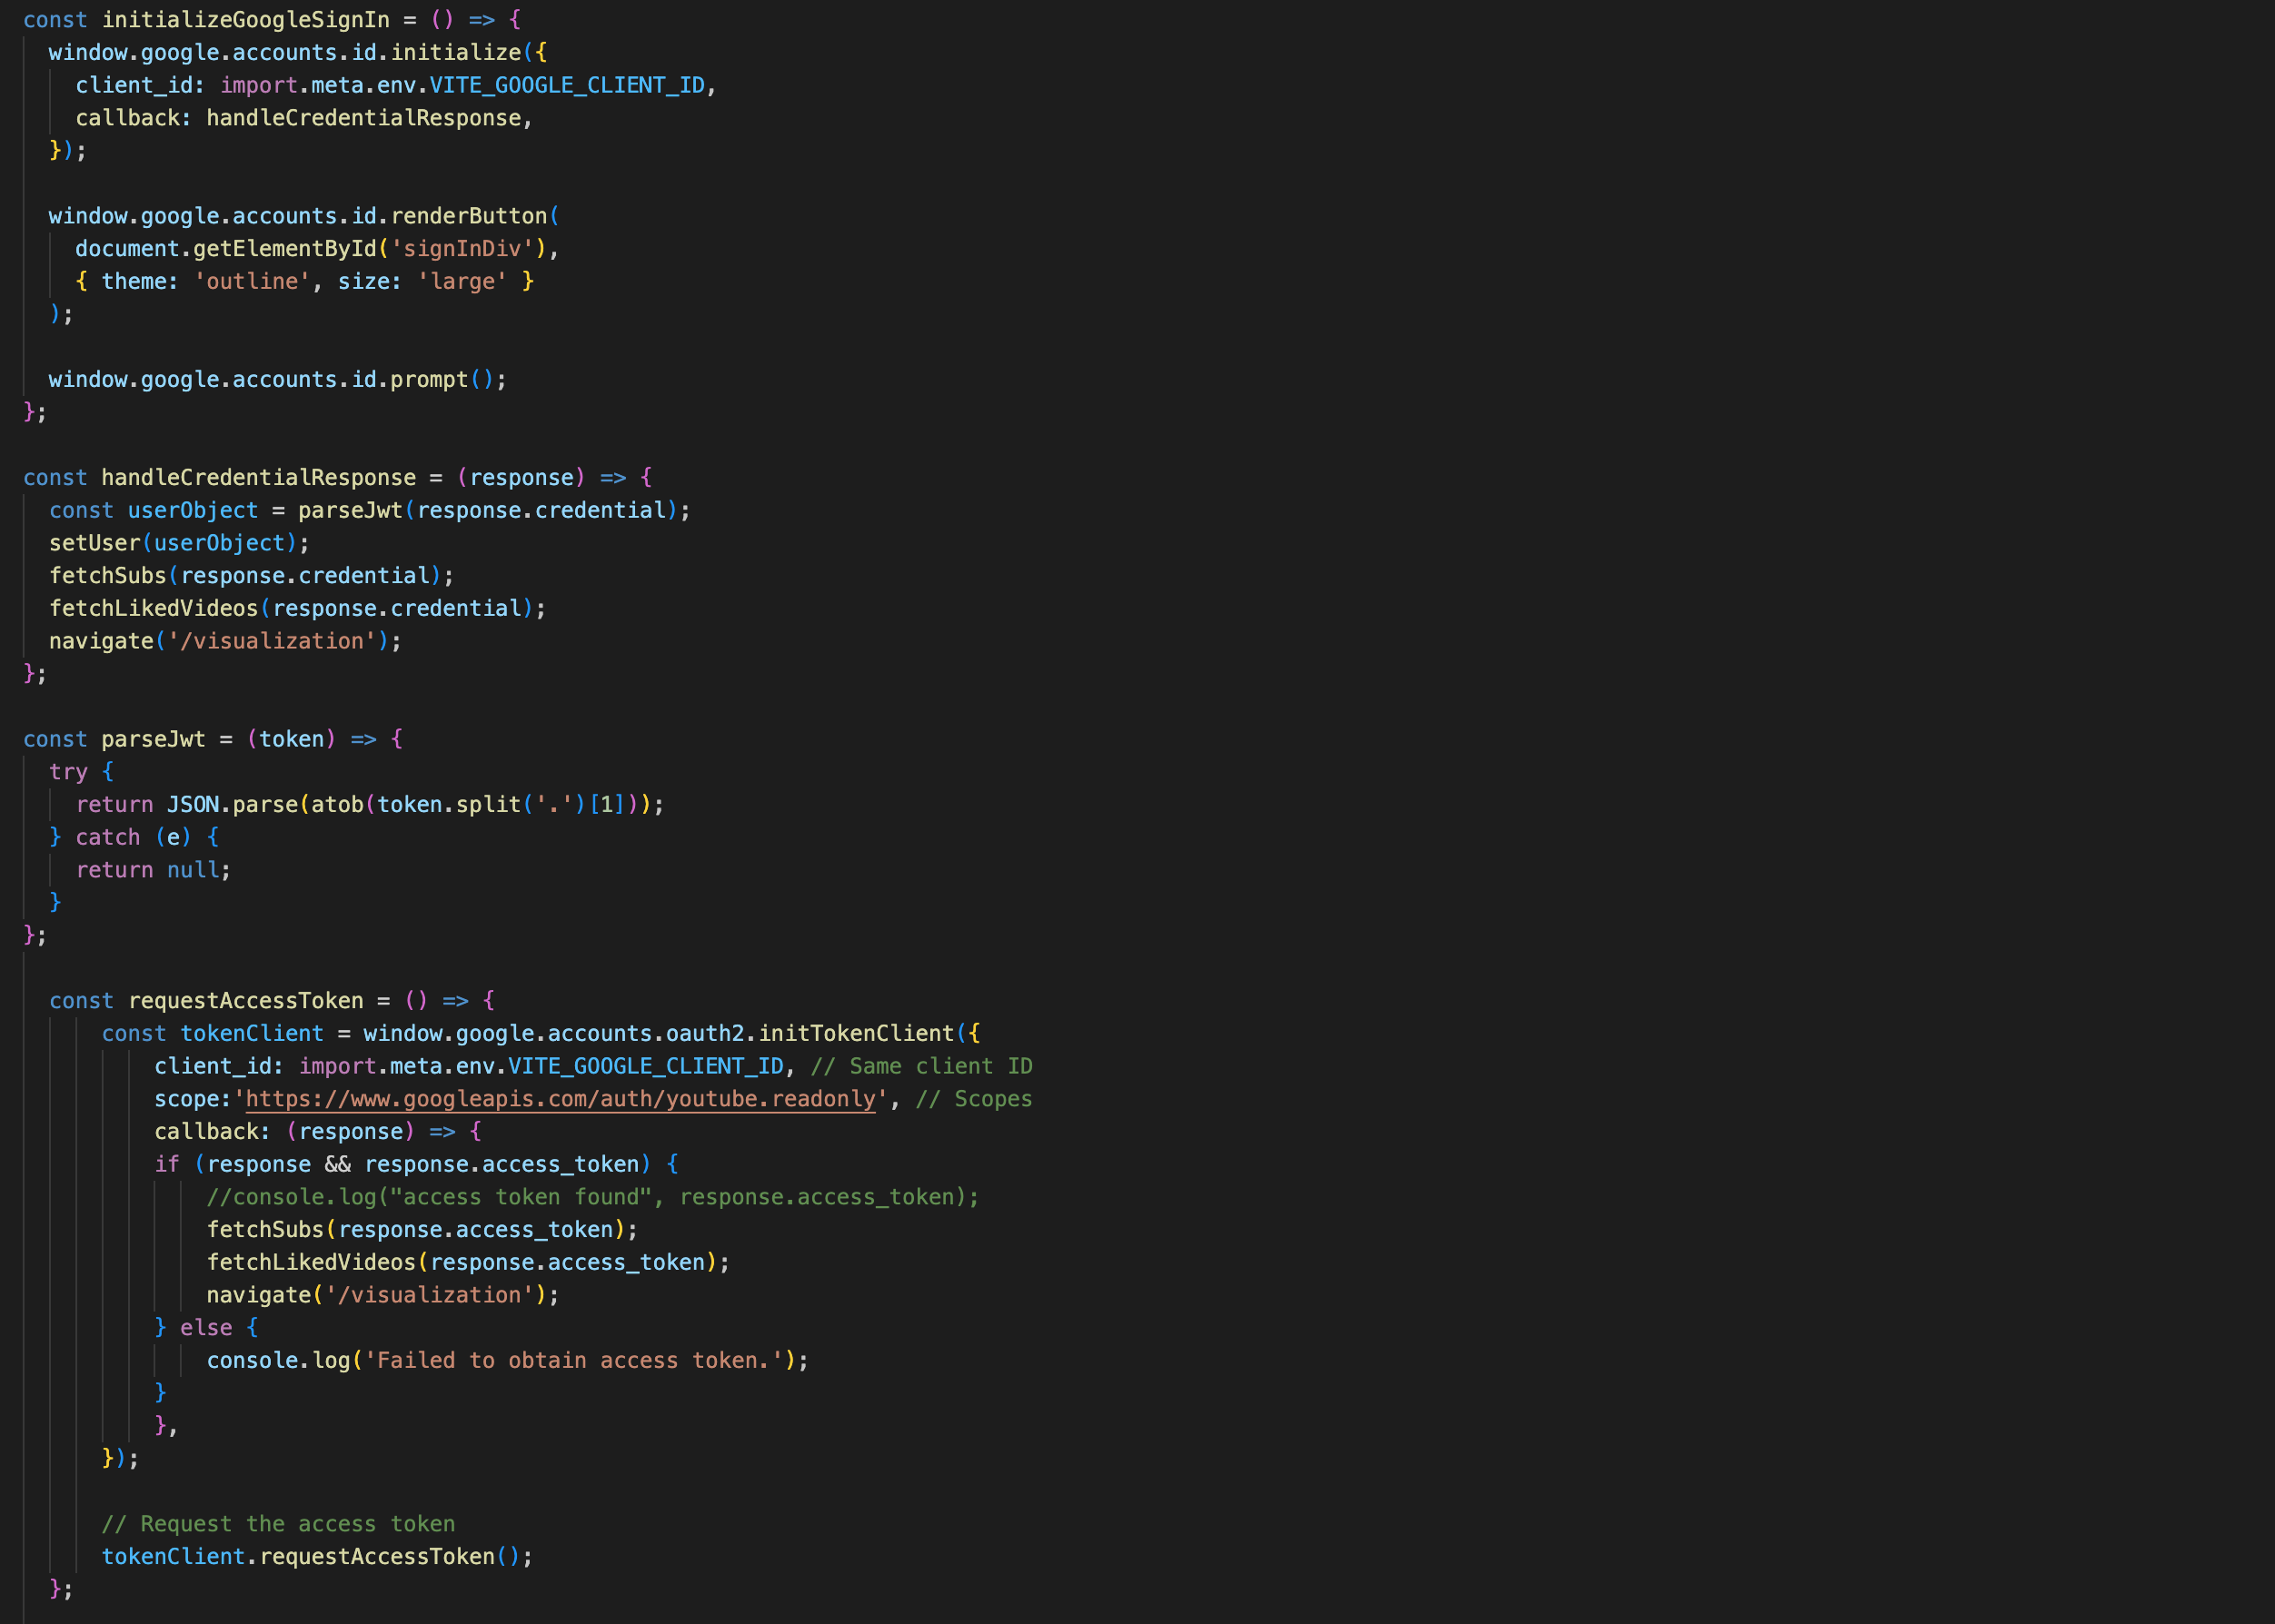 const initializeGoogleSignIn = () => {
  window.google.accounts.id.initialize({
    client_id: import.meta.env.VITE_GOOGLE_CLIENT_ID,
    callback: handleCredentialResponse,
  });

  window.google.accounts.id.renderButton(
    document.getElementById('signInDiv'),
    { theme: 'outline', size: 'large' }
  );

  window.google.accounts.id.prompt();
};

const handleCredentialResponse = (response) => {
  const userObject = parseJwt(response.credential);
  setUser(userObject);
  fetchSubs(response.credential);
  fetchLikedVideos(response.credential);
  navigate('/visualization');
};

const parseJwt = (token) => {
  try {
    return JSON.parse(atob(token.split('.')[1]));
  } catch (e) {
    return null;
  }
};

  const requestAccessToken = () => {
      const tokenClient = window.google.accounts.oauth2.initTokenClient({
          client_id: import.meta.env.VITE_GOOGLE_CLIENT_ID, // Same client ID
          scope:'https://www.googleapis.com/auth/youtube.readonly', // Scopes
          callback: (response) => {
          if (response && response.access_token) {
              //console.log("access token found", response.access_token);
              fetchSubs(response.access_token);
              fetchLikedVideos(response.access_token);
              navigate('/visualization');
          } else {
              console.log('Failed to obtain access token.');
          }
          },
      });

      // Request the access token
      tokenClient.requestAccessToken();
  };